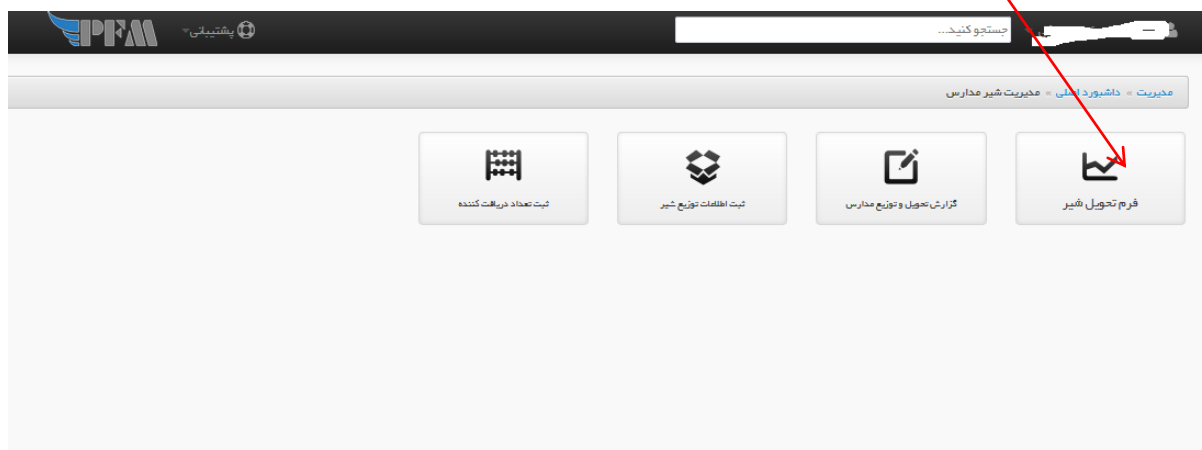 جستجو کنید...
پشتیبانی
PFM
مدیریت » داشبورد اصلی » مدیریت شیر مدارس
فرم تحویل شیر
گزارش تحویل و توزیع مدارس
ثبت اطلاعات توزیع شیر
ثبت تعداد دریافت کننده